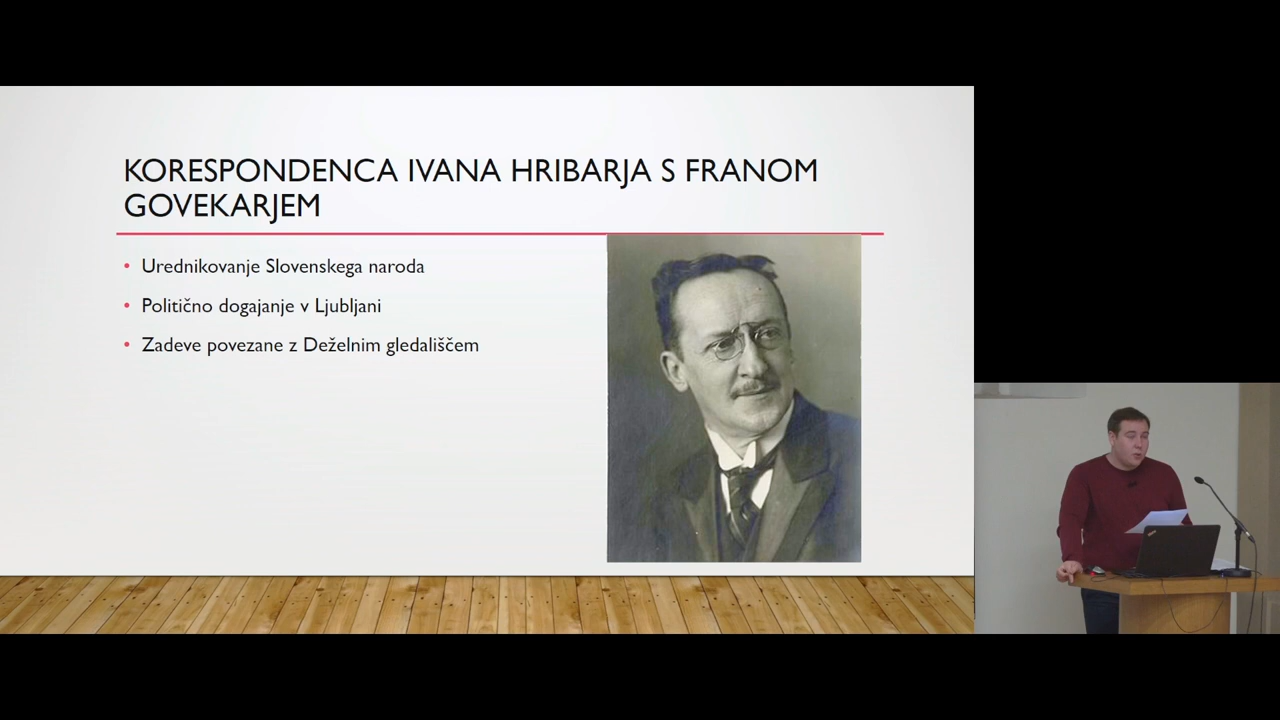 KORESPONDENCA IVANA HRIBARJA S FRANOM
GOVEKARJEM
• Urednikovanje Slovenskega naroda
• Politično dogajanje v Ljubljani
• Zadeve povezane z Deželnim gledališčem